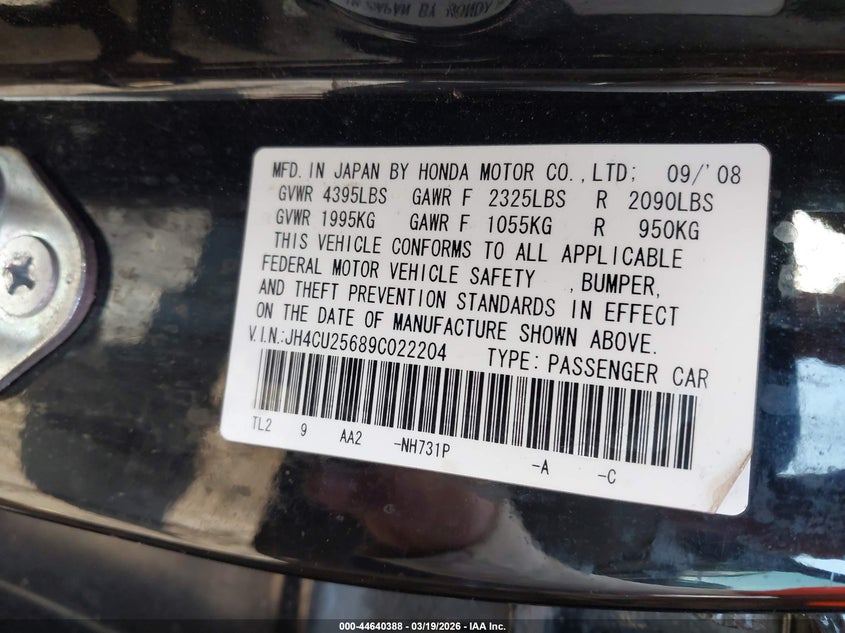 MFD. IN JAPAN BY HONDA MOTOR CO., LTD; 09/'08
GVWR 4395LBS GAWR F 2325LBS R 2090LBS
GVWR 1995KG GAWR F 1055KG R 950KG
THIS VEHICLE CONFORMS TO ALL APPLICABLE
FEDERAL MOTOR VEHICLE SAFETY , BUMPER,
AND THEFT PREVENTION STANDARDS IN EFFECT
ON THE DATE OF MANUFACTURE SHOWN ABOVE.
V.I.N.:JH4CU25689C022204 TYPE: PASSENGER CAR
TL2 9 AA2 -NH731P -A -C
000-44640388 - 03/19/2026 - IAA Inc.